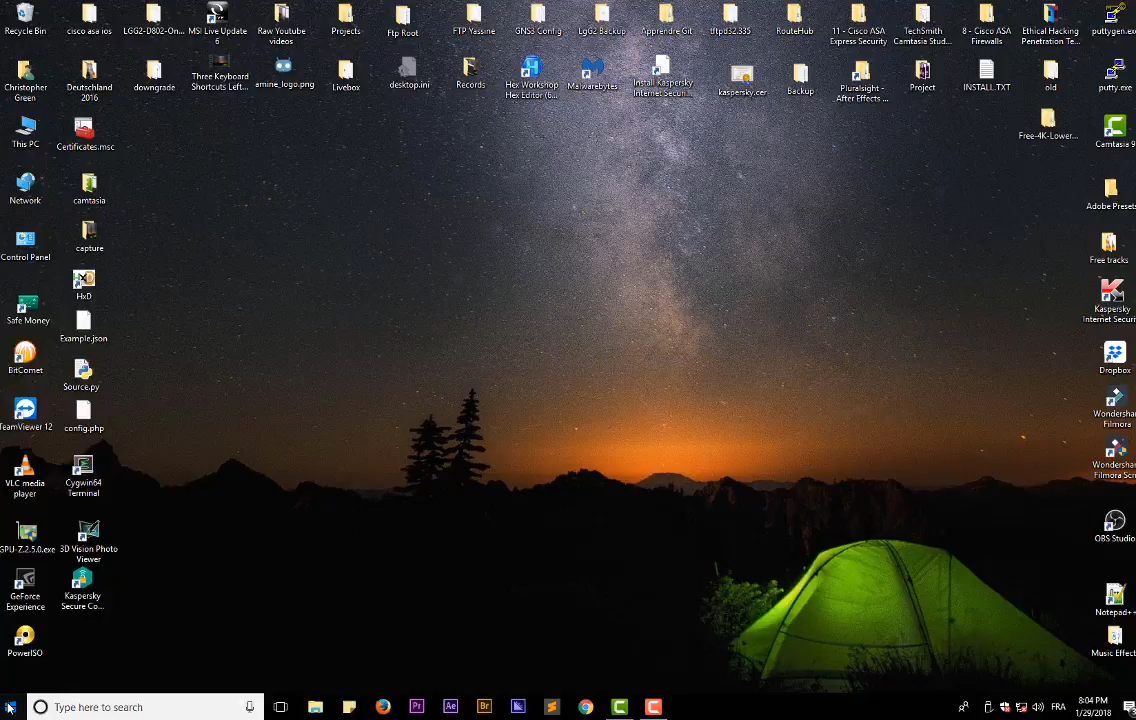 Recycle Bin
cisco asa ios
LGG2-D802-On...
MSI Live Update
6
Raw Youtube
videos
Projects
Ftp Root
FTP Yassine
GNS3 Config
LgG2 Backup
Apprendre Git
tftpd32.335
RouteHub
11 - Cisco ASA
Express Security
TechSmith
Camtasia Stud...
8 - Cisco ASA
Firewalls
Ethical Hacking
Penetration Te...
puttygen.exe
Christopher
Green
Deutschland
2016
downgrade
Three Keyboard
Shortcuts Left...
amine_logo.png
Livebox
desktop.ini
Records
Hex Workshop
Hex Editor (6...
Malwarebytes
Install Kaspersky
Internet Securi...
kaspersky.cer
Backup
Pluralsight -
After Effects ...
Project
INSTALL.TXT
old
putty.exe
This PC
Certificates.msc
Free-4K-Lower...
Camtasia 9
Network
camtasia
Adobe Presets
Control Panel
capture
Free tracks
HxD
Safe Money
Kaspersky
Internet Securi
Example.json
BitComet
Source.py
Dropbox
TeamViewer 12
config.php
Wondershare
Filmora
VLC media
player
Cygwin64
Terminal
Wondershare
Filmora Scr
GPU-Z.2.5.0.exe
3D Vision Photo
Viewer
OBS Studio
GeForce
Experience
Kaspersky
Secure Co...
Notepad++
PowerISO
Music Effect
Type here to search
Pr
Ae
Br
FRA
8:04 PM
1/29/2018